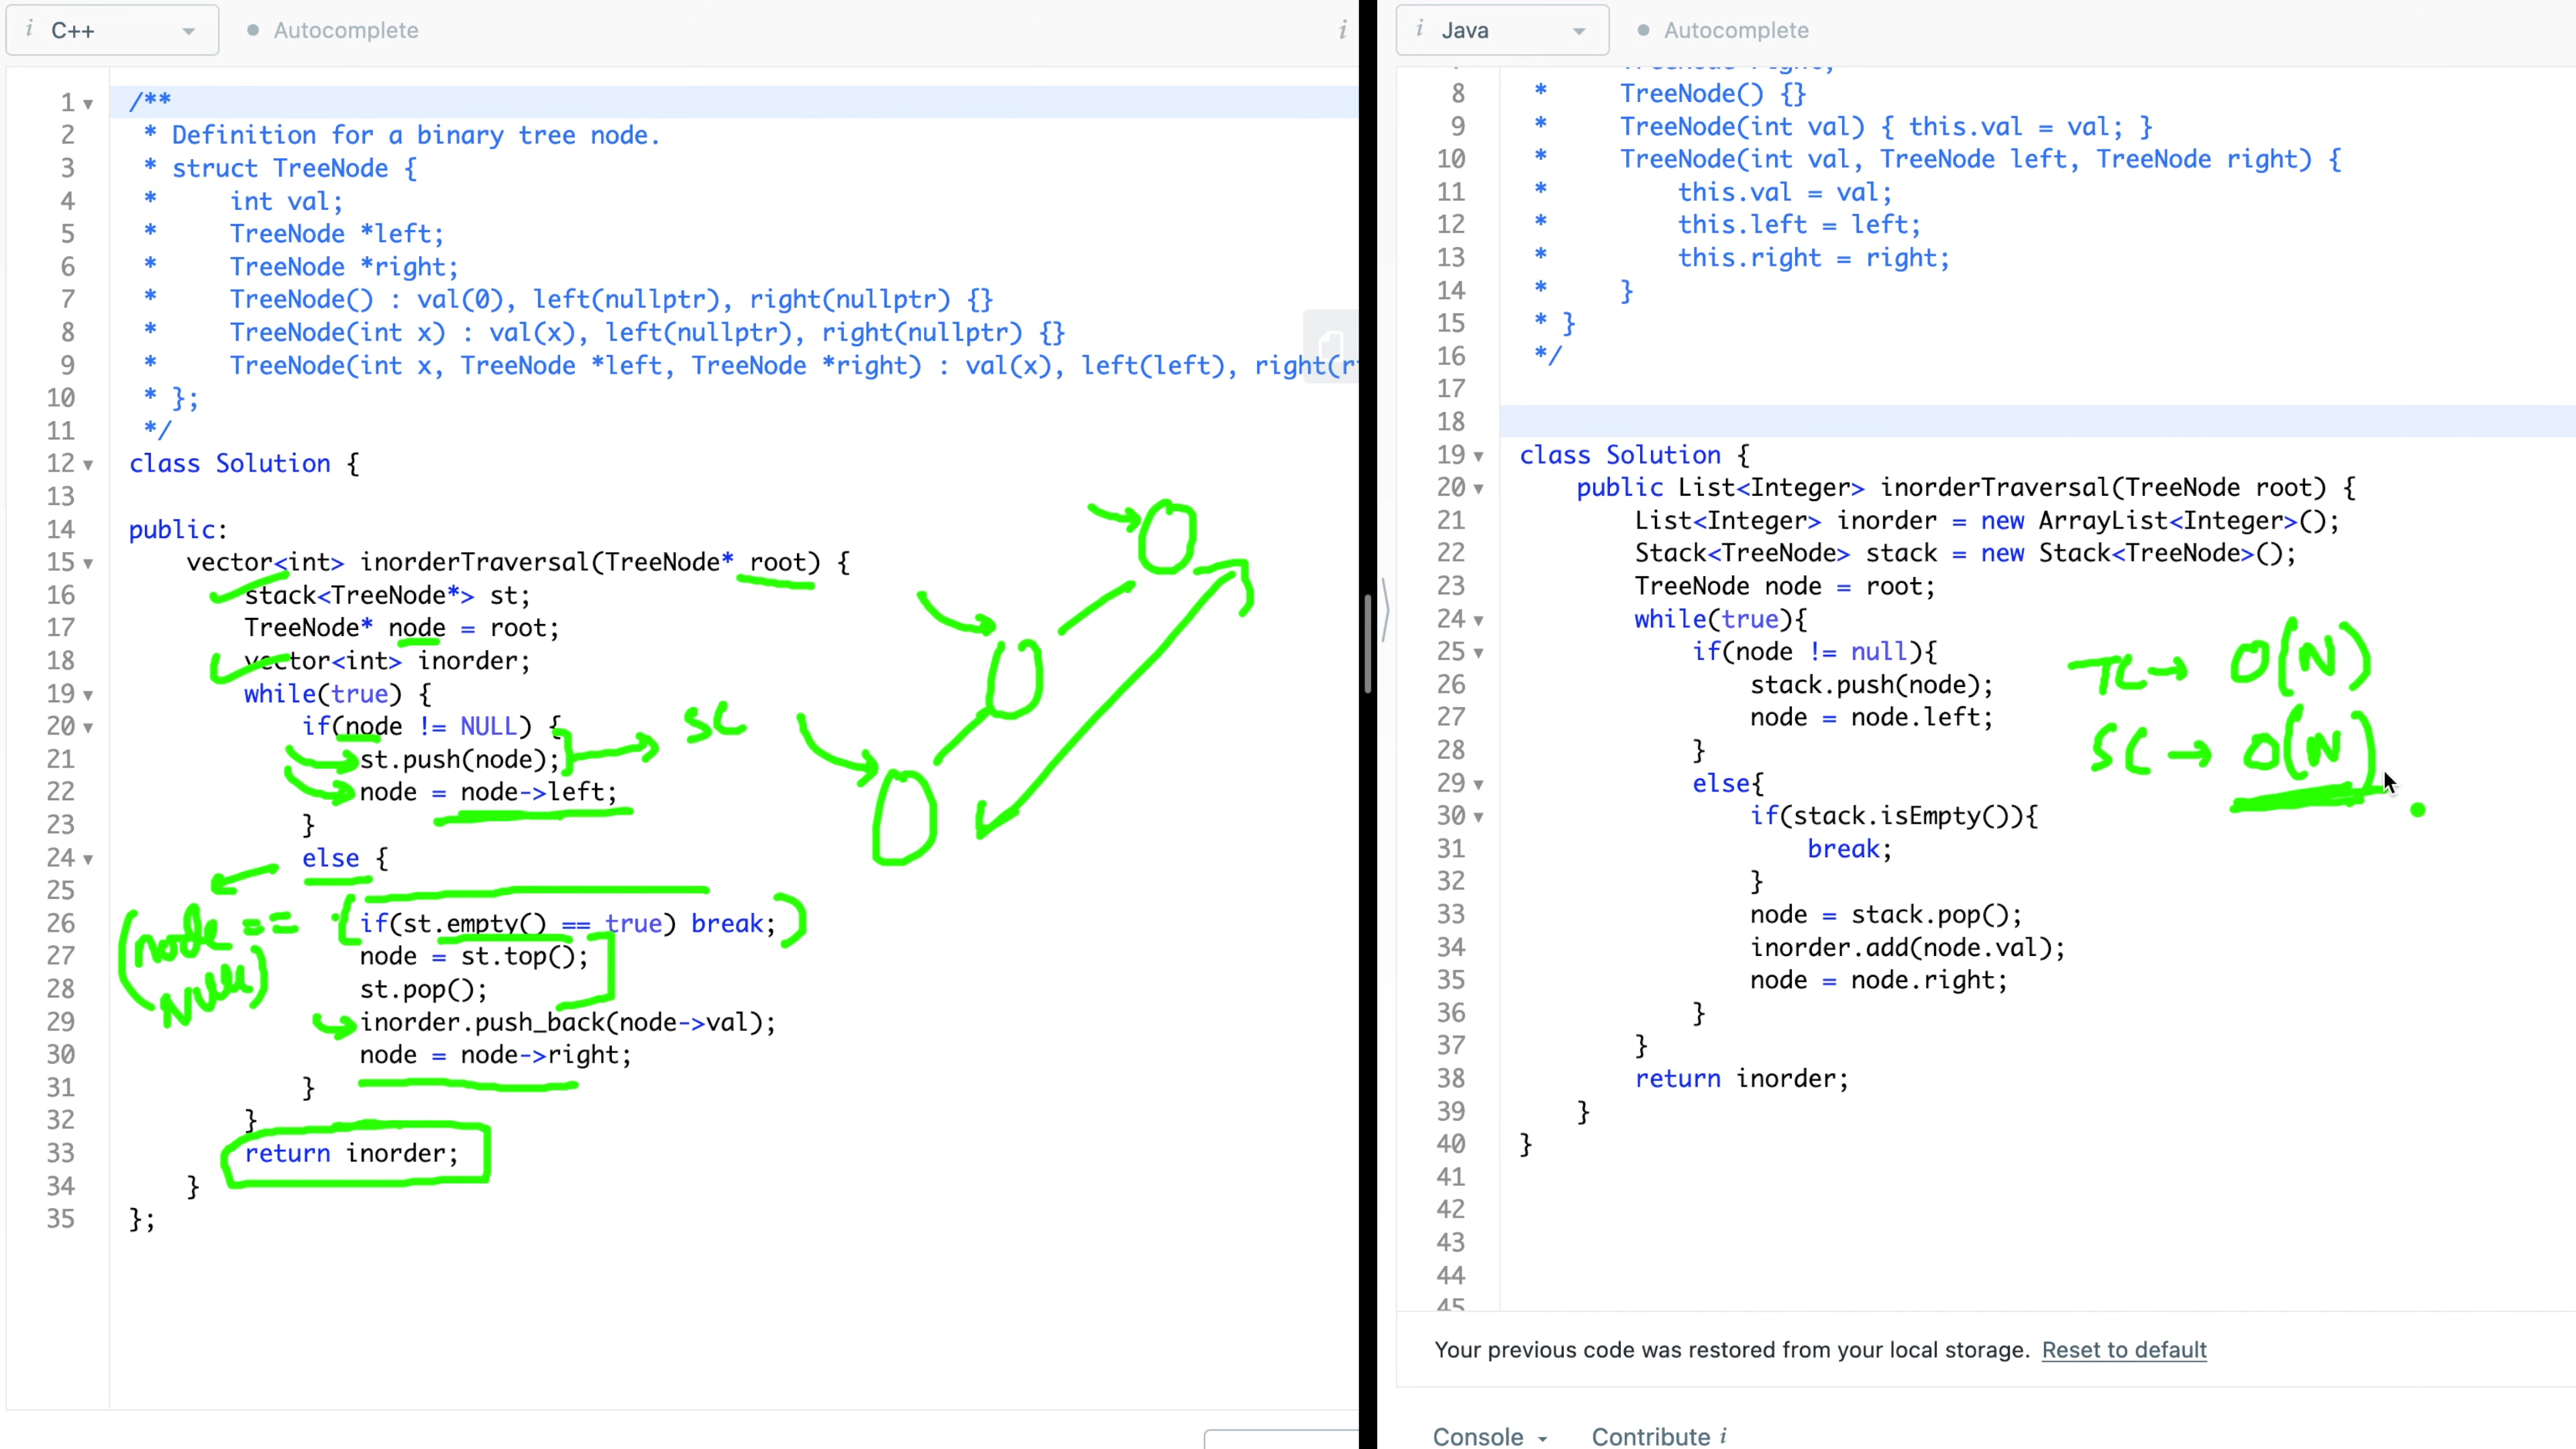 i C++
Autocomplete
i
1 /**
2 * Definition for a binary tree node.
3 * struct TreeNode {
4 *     int val;
5 *     TreeNode *left;
6 *     TreeNode *right;
7 *     TreeNode() : val(0), left(nullptr), right(nullptr) {}
8 *     TreeNode(int x) : val(x), left(nullptr), right(nullptr) {}
9 *     TreeNode(int x, TreeNode *left, TreeNode *right) : val(x), left(left), right(r
10 * };
11 */
12 class Solution {
13
14 public:
15     vector<int> inorderTraversal(TreeNode* root) {
16         stack<TreeNode*> st;
17         TreeNode* node = root;
18         vector<int> inorder;
19         while(true) {
20             if(node != NULL) {
21                 st.push(node);
22                 node = node->left;
23             }
24             else {
25
26                 if(st.empty() == true) break;
27                 node = st.top();
28                 st.pop();
29                 inorder.push_back(node->val);
30                 node = node->right;
31             }
32         }
33         return inorder;
34     }
35 };
SC
(node ==
NULL)
i Java
Autocomplete
8 *     TreeNode() {}
9 *     TreeNode(int val) { this.val = val; }
10 *     TreeNode(int val, TreeNode left, TreeNode right) {
11 *         this.val = val;
12 *         this.left = left;
13 *         this.right = right;
14 *     }
15 * }
16 */
17
18
19 class Solution {
20     public List<Integer> inorderTraversal(TreeNode root) {
21         List<Integer> inorder = new ArrayList<Integer>();
22         Stack<TreeNode> stack = new Stack<TreeNode>();
23         TreeNode node = root;
24         while(true){
25             if(node != null){
26                 stack.push(node);
27                 node = node.left;
28             }
29             else{
30                 if(stack.isEmpty()){
31                     break;
32                 }
33                 node = stack.pop();
34                 inorder.add(node.val);
35                 node = node.right;
36             }
37         }
38         return inorder;
39     }
40 }
41
42
43
44
45
TC → O(N)
SC → O(N)
Your previous code was restored from your local storage. Reset to default
Console
Contribute i